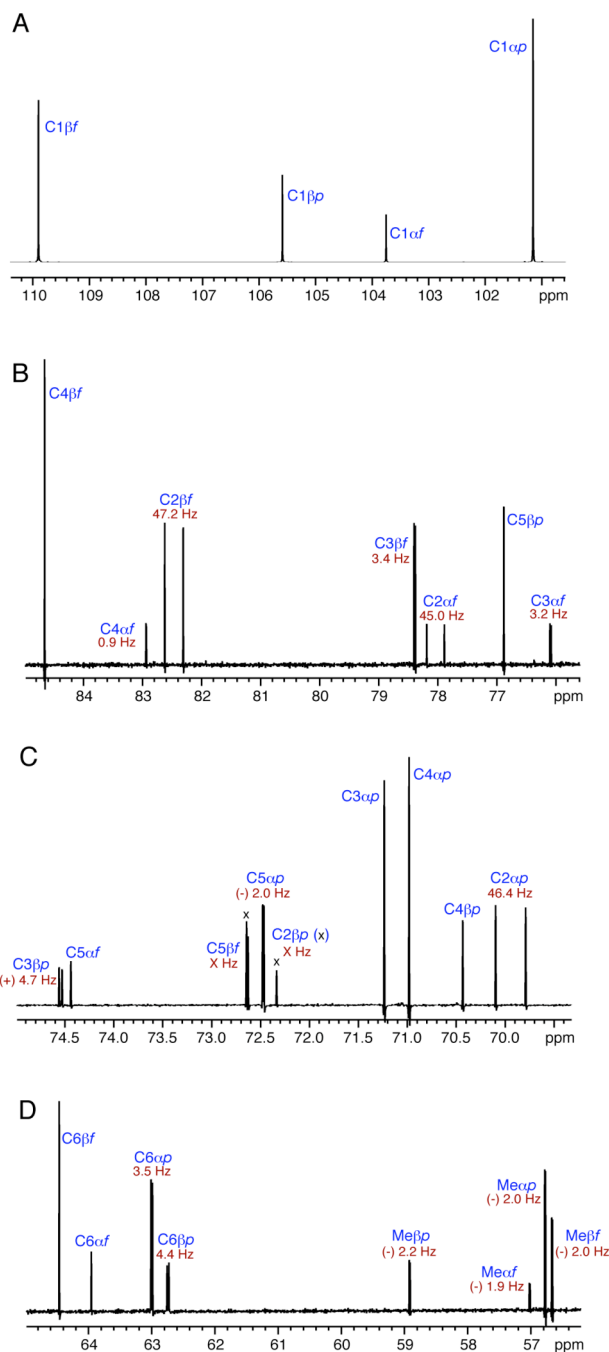 A
C1αp
C1βf
C1βp
C1αf
110 109 108 107 106 105 104 103 102 ppm
B
C4βf
C2βf
47.2 Hz
C5βp
C3βf
3.4 Hz
C2αf
45.0 Hz
C3αf
3.2 Hz
C4αf
0.9 Hz
84 83 82 81 80 79 78 77 ppm
C
C4αp
C3αp
C5αp
(-) 2.0 Hz
C2αp
46.4 Hz
x
C2βp (x)
X Hz
x
C5βf
X Hz
C4βp
C3βp
(+) 4.7 Hz
C5αf
74.5 74.0 73.5 73.0 72.5 72.0 71.5 71.0 70.5 70.0 ppm
D
C6βf
C6αp
3.5 Hz
Meαp
(-) 2.0 Hz
C6αf
C6βp
4.4 Hz
Meβp
(-) 2.2 Hz
Meβf
(-) 2.0 Hz
Meαf
(-) 1.9 Hz
64 63 62 61 60 59 58 57 ppm